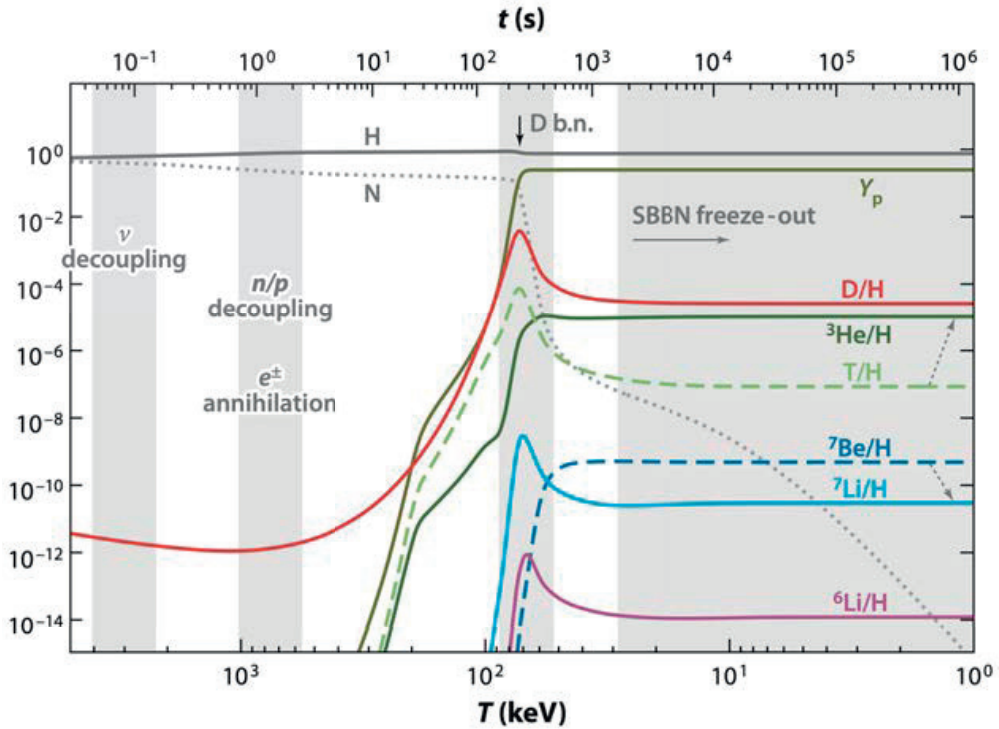 t (s)
10⁻¹ 10⁰ 10¹ 10² 10³ 10⁴ 10⁵ 10⁶
D b.n.
H
10⁰
N
Yₚ
10⁻²
SBBN freeze-out
ν
decoupling
n/p
decoupling
10⁻⁴
D/H
³He/H
10⁻⁶
T/H
e±
annihilation
10⁻⁸
⁷Be/H
10⁻¹⁰
⁷Li/H
10⁻¹²
⁶Li/H
10⁻¹⁴
10³ 10² 10¹ 10⁰
T (keV)